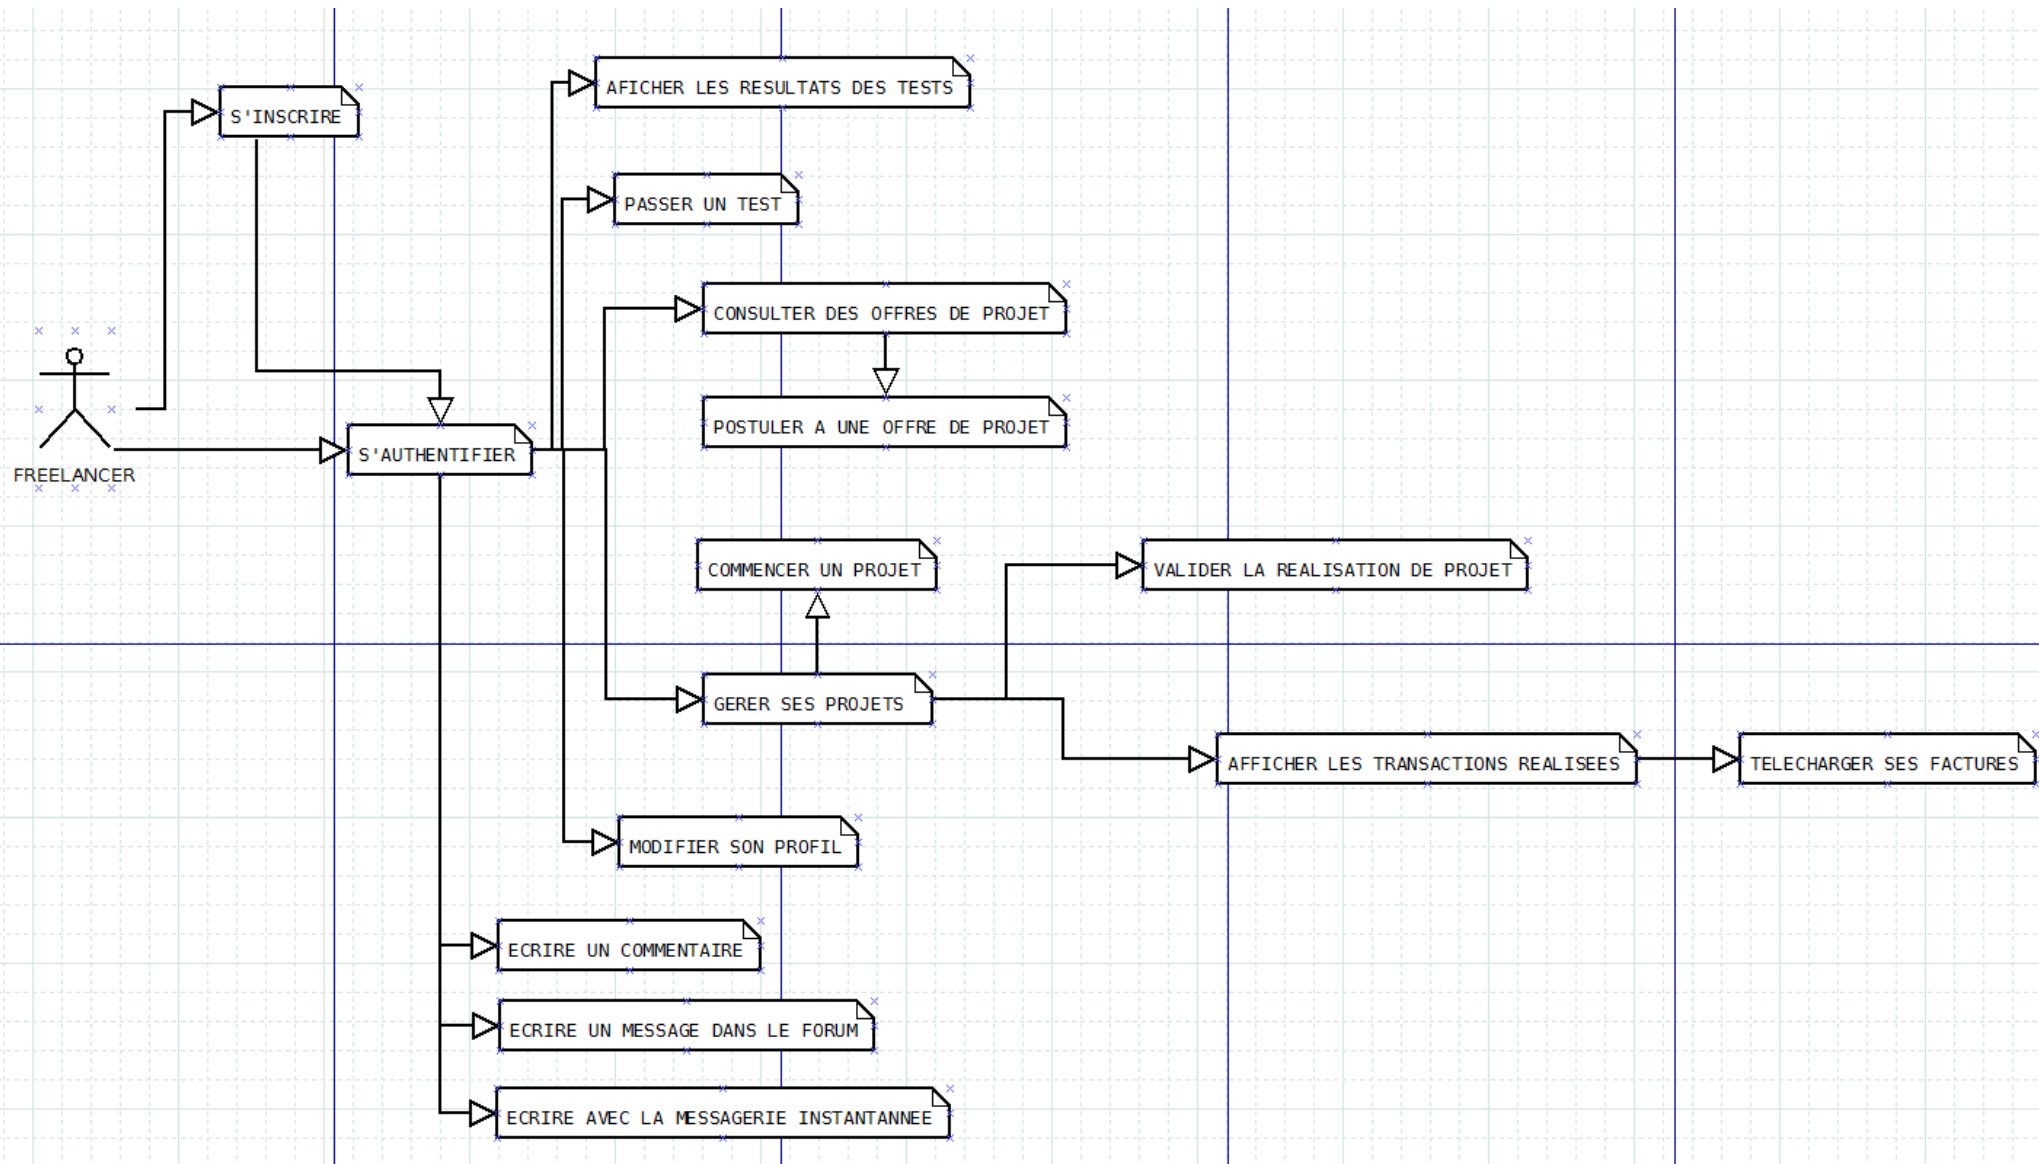 AFICHER LES RESULTATS DES TESTS
S'INSCRIRE
PASSER UN TEST
CONSULTER DES OFFRES DE PROJET
POSTULER A UNE OFFRE DE PROJET
S'AUTHENTIFIER
FREELANCER
COMMENCER UN PROJET
VALIDER LA REALISATION DE PROJET
GERER SES PROJETS
AFFICHER LES TRANSACTIONS REALISEES
TELECHARGER SES FACTURES
MODIFIER SON PROFIL
ECRIRE UN COMMENTAIRE
ECRIRE UN MESSAGE DANS LE FORUM
ECRIRE AVEC LA MESSAGERIE INSTANTANNEE